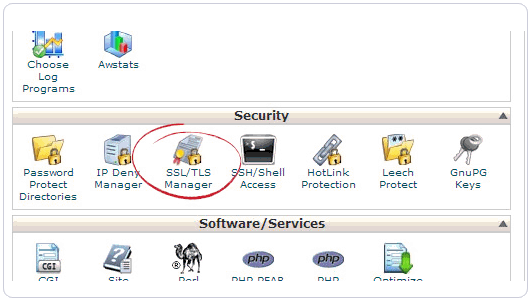 Choose
Log
Programs
Awstats
Security
Password
Protect
Directories
IP Deny
Manager
SSL/TLS
Manager
$_
SSH/Shell
Access
HotLink
Protection
Leech
Protect
GnuPG
Keys
Software/Services
CGI
CGI
Site
®
Perl
php
PHP PEAR
php
PHP
Optimize